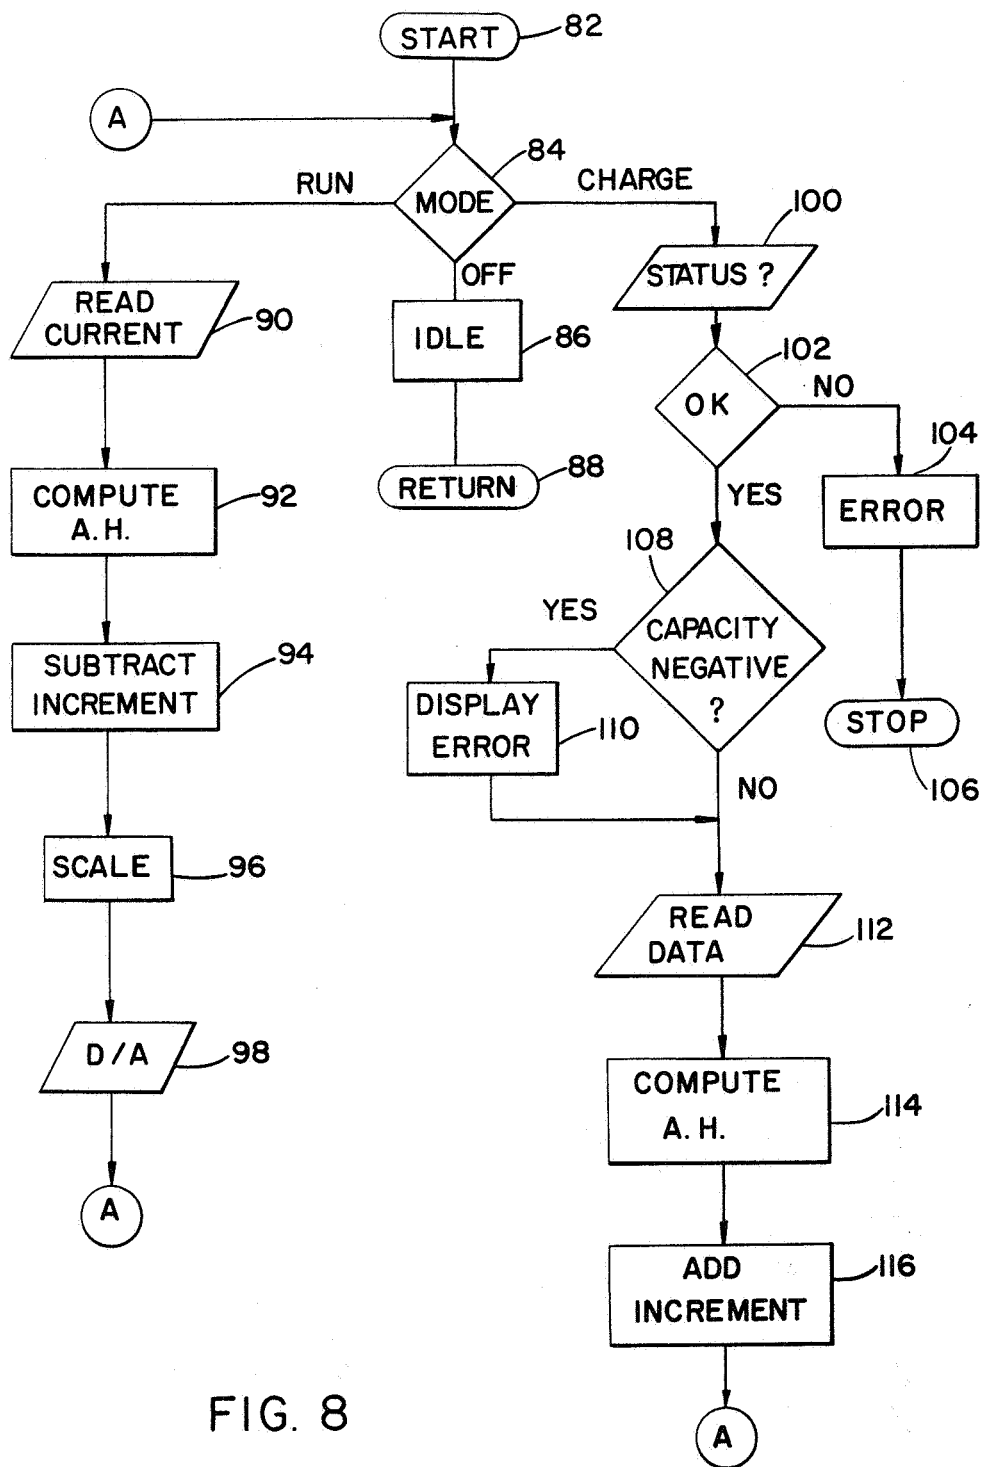 START
82
A
84
MODE
RUN
CHARGE
OFF
100
STATUS ?
READ
CURRENT
90
IDLE
86
102
OK
NO
104
ERROR
RETURN
88
COMPUTE
A.H.
92
YES
108
CAPACITY
NEGATIVE
?
YES
SUBTRACT
INCREMENT
94
DISPLAY
ERROR
110
STOP
106
NO
SCALE
96
READ
DATA
112
D/A
98
COMPUTE
A.H.
114
A
ADD
INCREMENT
116
A
FIG. 8